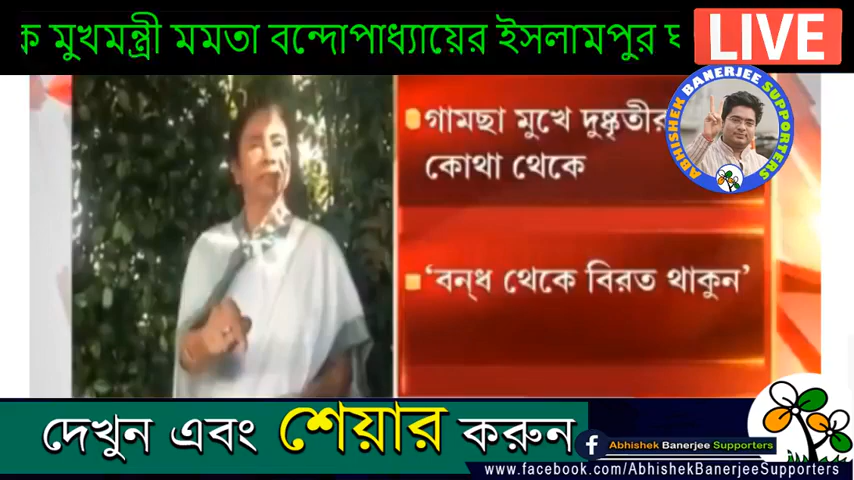 মুখমন্ত্রী মমতা বন্দোপাধ্যায়ের ইসলামপুর
LIVE
ABHISHEK BANERJEE SUPPORTERS
গামছা মুখে দুষ্কৃতীর
কোথা থেকে
‘বন্‌ধ থেকে বিরত থাকুন’
দেখুন এবং শেয়ার করুন
f Abhishek Banerjee Supporters
www.facebook.com/AbhishekBanerjeeSupporters